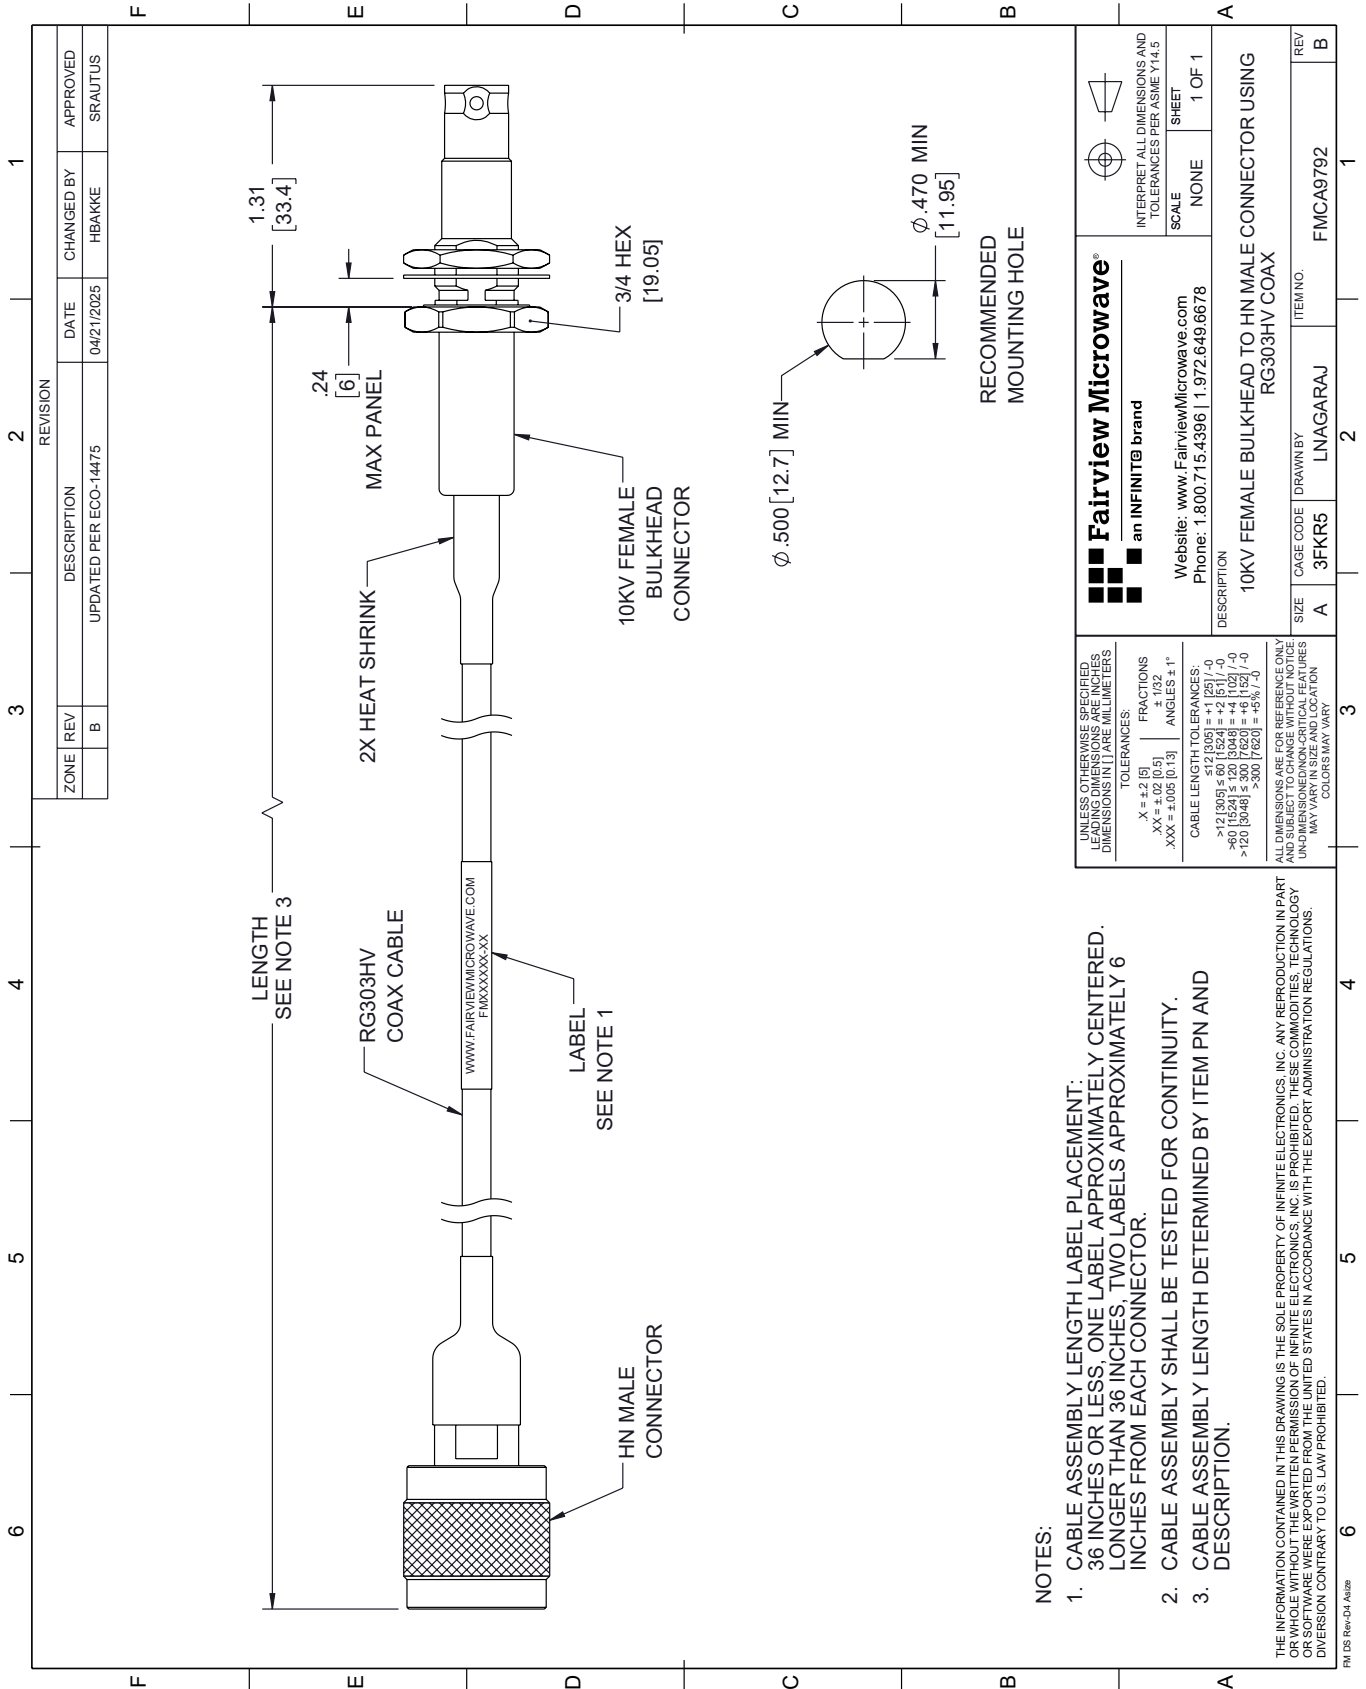 6
5
4
3
2
1
F
E
D
C
B
A
REVISION
ZONE
REV
DESCRIPTION
DATE
CHANGED BY
APPROVED
B
UPDATED PER ECO-14475
04/21/2025
HBAKKE
SRAUTUS
LENGTH
SEE NOTE 3
1.31
[33.4]
.24
[6]
MAX PANEL
RG303HV
COAX CABLE
2X HEAT SHRINK
WWW.FAIRVIEWMICROWAVE.COM
FMXXXXXX-XX
HN MALE
CONNECTOR
LABEL
SEE NOTE 1
10KV FEMALE
BULKHEAD
CONNECTOR
3/4 HEX
[19.05]
Ø.500 [12.7] MIN
Ø.470 MIN
[11.95]
RECOMMENDED
MOUNTING HOLE
NOTES:
1. CABLE ASSEMBLY LENGTH LABEL PLACEMENT:
36 INCHES OR LESS, ONE LABEL APPROXIMATELY CENTERED.
LONGER THAN 36 INCHES, TWO LABELS APPROXIMATELY 6
INCHES FROM EACH CONNECTOR.
2. CABLE ASSEMBLY SHALL BE TESTED FOR CONTINUITY.
3. CABLE ASSEMBLY LENGTH DETERMINED BY ITEM PN AND
DESCRIPTION.
THE INFORMATION CONTAINED IN THIS DRAWING IS THE SOLE PROPERTY OF INFINITE ELECTRONICS, INC. ANY REPRODUCTION IN PART
OR WHOLE WITHOUT THE WRITTEN PERMISSION OF INFINITE ELECTRONICS, INC. IS PROHIBITED. THESE COMMODITIES, TECHNOLOGY
OR SOFTWARE WERE EXPORTED FROM THE UNITED STATES IN ACCORDANCE WITH THE EXPORT ADMINISTRATION REGULATIONS.
DIVERSION CONTRARY TO U.S. LAW PROHIBITED.
UNLESS OTHERWISE SPECIFIED
LEADING DIMENSIONS ARE INCHES
DIMENSIONS IN [ ] ARE MILLIMETERS
TOLERANCES:
.X = ±.2 [5]
.XX = ±.02 [0.5]
.XXX = ±.005 [0.13]
FRACTIONS
± 1/32
ANGLES ± 1°
CABLE LENGTH TOLERANCES:
≤12 [305] = +1 [25] / -0
>12 [305] ≤ 60 [1524] = +2 [51] / -0
>60 [1524] ≤ 120 [3048] = +4 [102] / -0
>120 [3048] ≤ 300 [7620] = +6 [152] / -0
>300 [7620] = +5% / -0
ALL DIMENSIONS ARE FOR REFERENCE ONLY
AND SUBJECT TO CHANGE WITHOUT NOTICE.
UN-DIMENSIONED/NON-CRITICAL FEATURES
MAY VARY IN SIZE AND LOCATION
COLORS MAY VARY
Fairview Microwave®
an INFINIT® brand
Website: www.FairviewMicrowave.com
Phone: 1.800.715.4396 | 1.972.649.6678
INTERPRET ALL DIMENSIONS AND
TOLERANCES PER ASME Y14.5
SCALE
NONE
SHEET
1 OF 1
DESCRIPTION
10KV FEMALE BULKHEAD TO HN MALE CONNECTOR USING
RG303HV COAX
SIZE
A
CAGE CODE
3FKR5
DRAWN BY
LNAGARAJ
ITEM NO.
FMCA9792
REV
B
F
E
D
C
B
A
6
5
4
3
2
1
FM DS Rev-D4 Asize